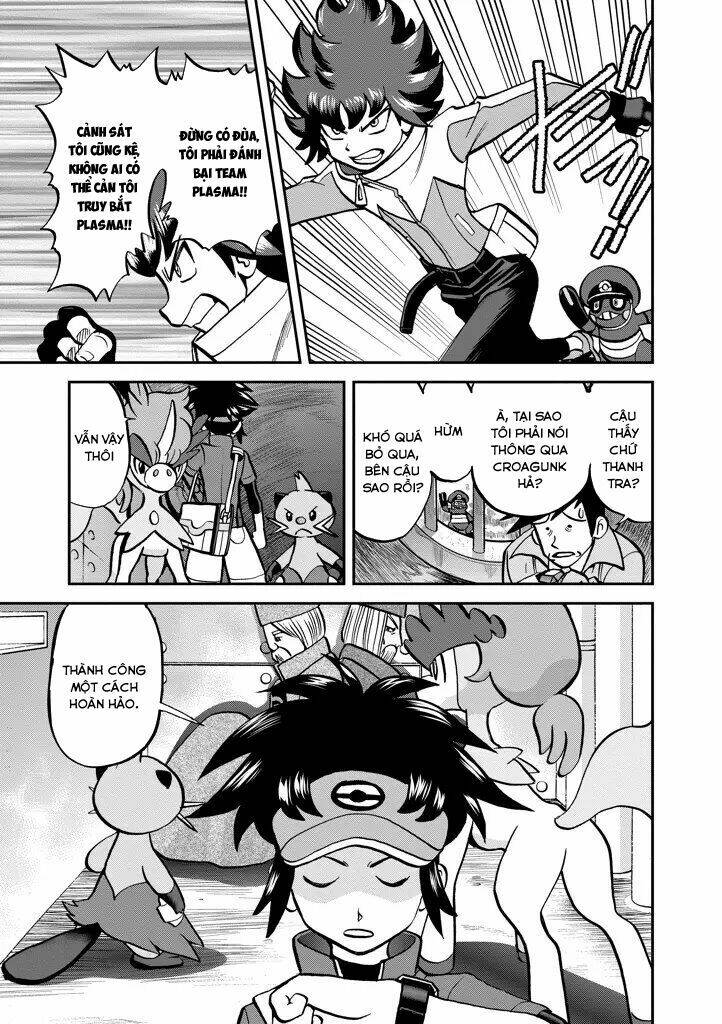 ĐỪNG CÓ ĐÙA,
TÔI PHẢI ĐÁNH
BẠI TEAM
PLASMA!!
CẢNH SÁT
TÔI CŨNG KỆ,
KHÔNG AI CÓ
THỂ CẢN TÔI
TRUY BẮT
PLASMA!!
CẬU THẤY
CHỨ
THANH
TRA?
À, TẠI SAO
TÔI PHẢI NÓI
THÔNG QUA
CROAGUNK
HẢ?
HỪM
KHÓ QUÁ
BỎ QUA,
BÊN CẬU
SAO RỒI?
VẪN VẬY
THÔI
THÀNH CÔNG
MỘT CÁCH
HOÀN HẢO.